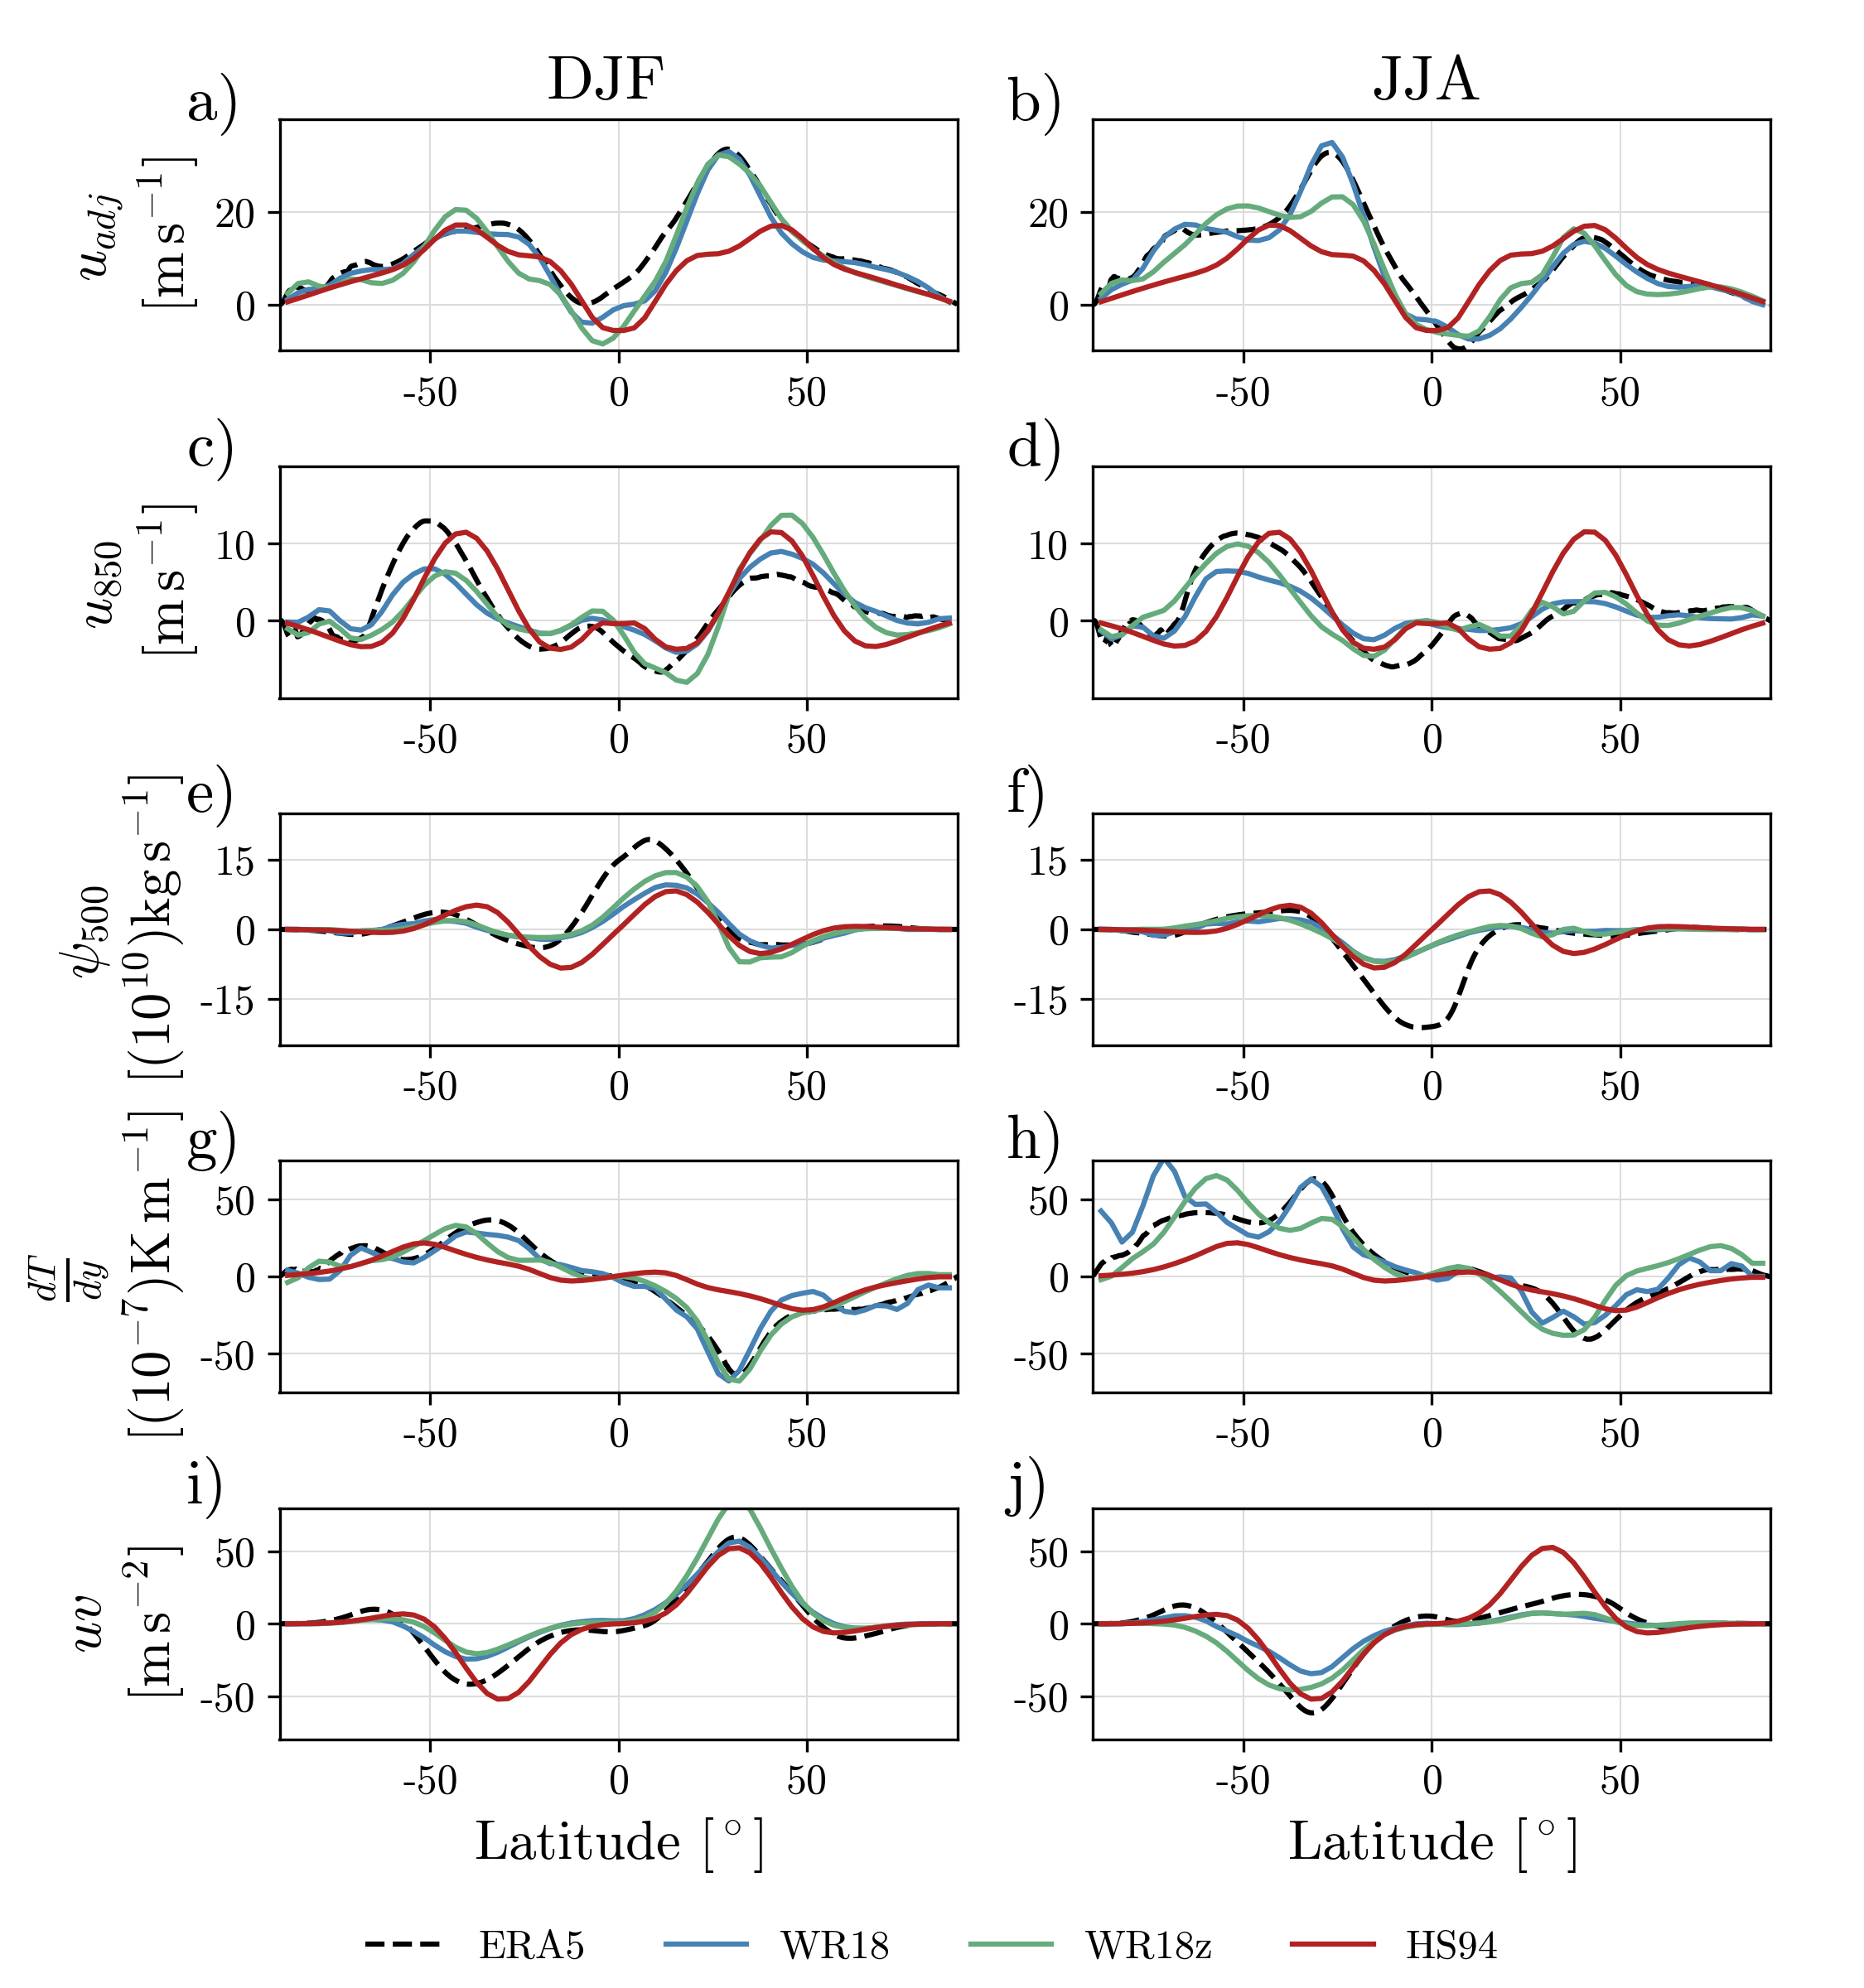 DJF
JJA
a)
b)
u_adj
[m s^−1]
20
0
-50
0
50
20
0
-50
0
50
c)
d)
u_850
[m s^−1]
10
0
-50
0
50
10
0
-50
0
50
e)
f)
ψ_500
[(10^10)kg s^−1]
15
0
-15
-50
0
50
15
0
-15
-50
0
50
g)
h)
dT/dy
[(10^−7)K m^−1]
50
0
-50
-50
0
50
50
0
-50
-50
0
50
i)
j)
uv
[m s^−2]
50
0
-50
-50
0
50
50
0
-50
-50
0
50
Latitude [°]
Latitude [°]
ERA5
WR18
WR18z
HS94